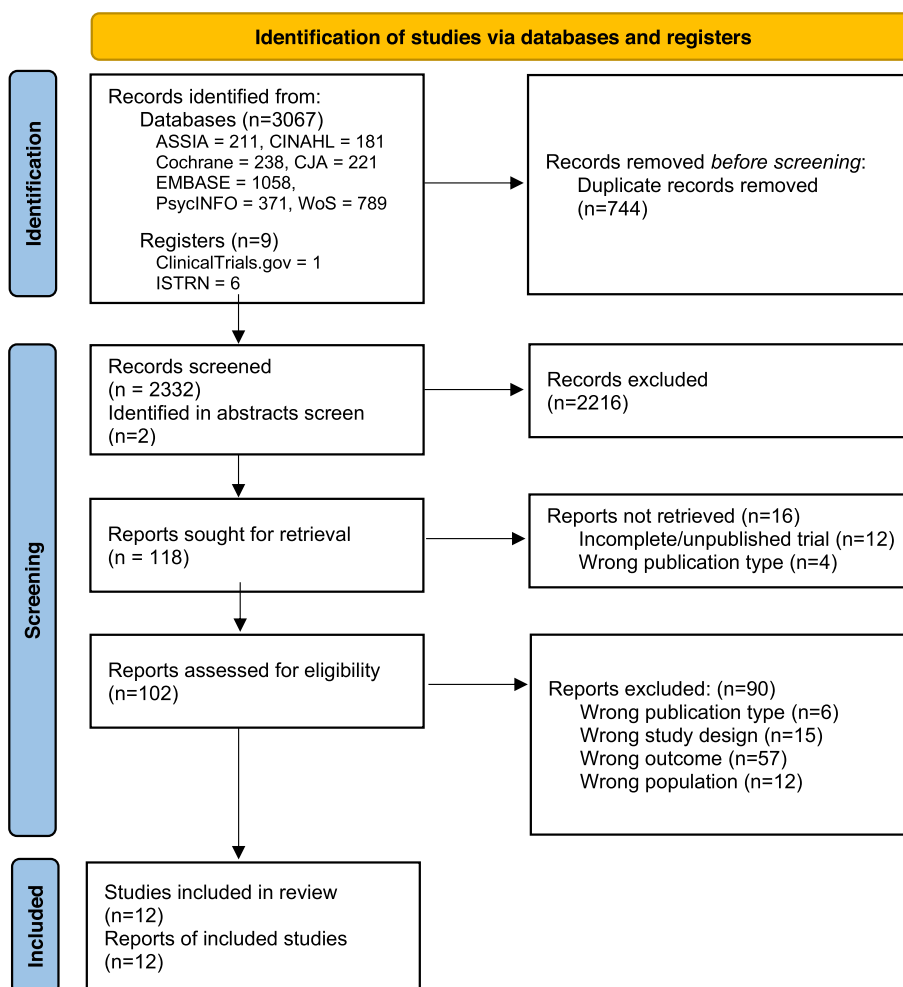 Identification of studies via databases and registers
Identification
Records identified from:
Databases (n=3067)
ASSIA = 211, CINAHL = 181
Cochrane = 238, CJA = 221
EMBASE = 1058,
PsycINFO = 371, WoS = 789
Registers (n=9)
ClinicalTrials.gov = 1
ISTRN = 6
Records removed before screening:
Duplicate records removed
(n=744)
Screening
Records screened
(n = 2332)
Identified in abstracts screen
(n=2)
Records excluded
(n=2216)
Reports sought for retrieval
(n = 118)
Reports not retrieved (n=16)
Incomplete/unpublished trial (n=12)
Wrong publication type (n=4)
Reports assessed for eligibility
(n=102)
Reports excluded: (n=90)
Wrong publication type (n=6)
Wrong study design (n=15)
Wrong outcome (n=57)
Wrong population (n=12)
Included
Studies included in review
(n=12)
Reports of included studies
(n=12)